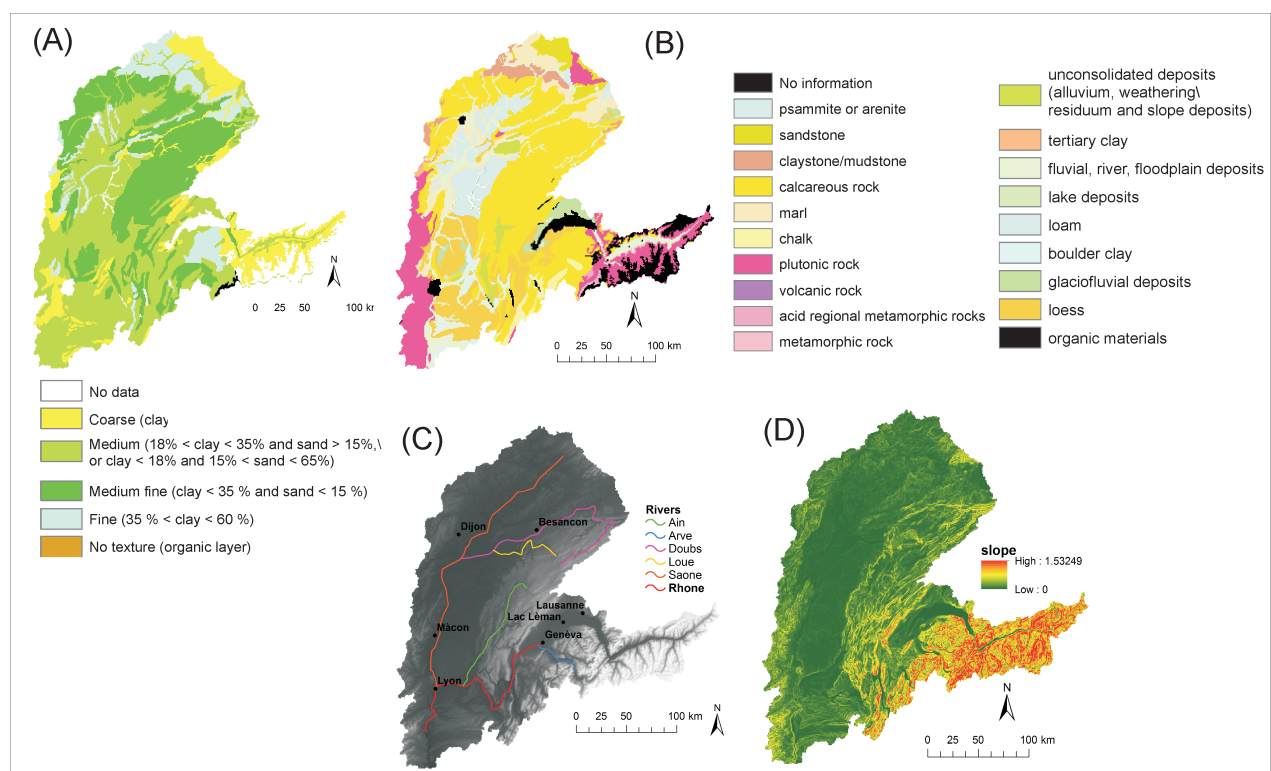 (A)
N
0 25 50 100 kr
No data
Coarse (clay
Medium (18% < clay < 35% and sand > 15%,\
or clay < 18% and 15% < sand < 65%)
Medium fine (clay < 35 % and sand < 15 %)
Fine (35 % < clay < 60 %)
No texture (organic layer)
(B)
N
0 25 50 100 km
No information
psammite or arenite
sandstone
claystone/mudstone
calcareous rock
marl
chalk
plutonic rock
volcanic rock
acid regional metamorphic rocks
metamorphic rock
unconsolidated deposits
(alluvium, weathering\
residuum and slope deposits)
tertiary clay
fluvial, river, floodplain deposits
lake deposits
loam
boulder clay
glaciofluvial deposits
loess
organic materials
(C)
Dijon
Besancon
Lausanne
Lac Lèman
Genèva
Màcon
Lyon
Rivers
Ain
Arve
Doubs
Loue
Saone
Rhone
0 25 50 100 km
N
(D)
slope
High : 1.53249
Low : 0
N
0 25 50 100 km